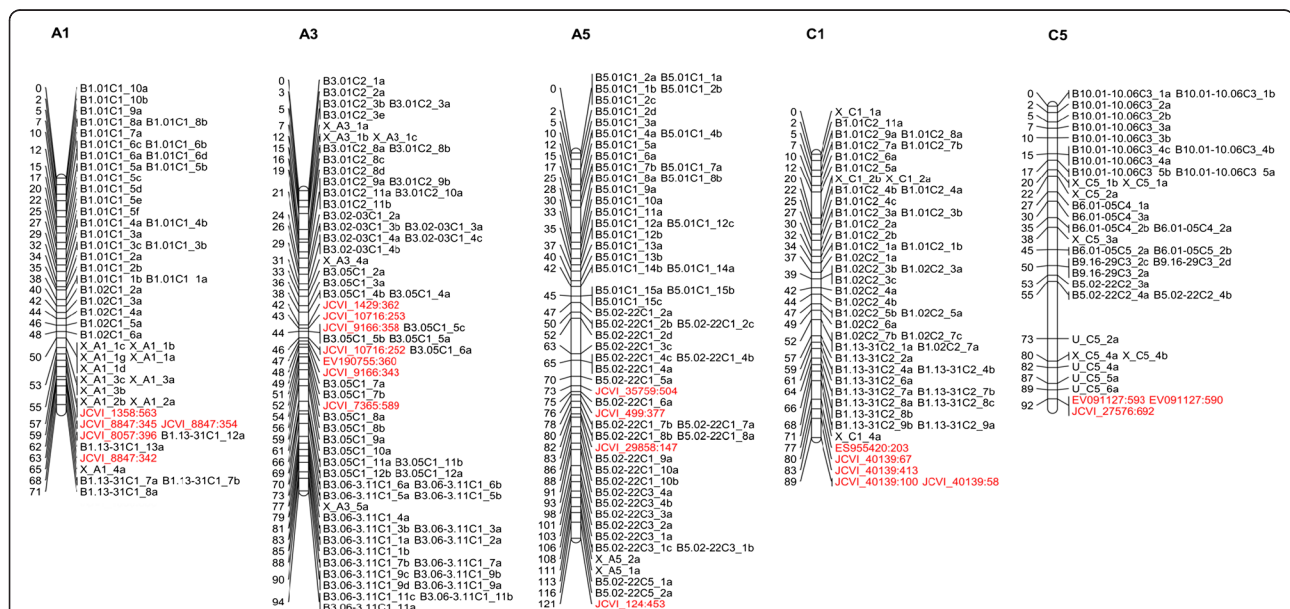 A1
A3
A5
C1
C5
0 B1.01C1_10a
2 B1.01C1_10b
5 B1.01C1_9a
7 B1.01C1_8a B1.01C1_8b
10 B1.01C1_7a
B1.01C1_6c B1.01C1_6b
12 B1.01C1_6a B1.01C1_6d
15 B1.01C1_5a B1.01C1_5b
17 B1.01C1_5c
20 B1.01C1_5d
22 B1.01C1_5e
25 B1.01C1_5f
27 B1.01C1_4a B1.01C1_4b
29 B1.01C1_3a
32 B1.01C1_3c B1.01C1_3b
34 B1.01C1_2a
35 B1.01C1_2b
38 B1.01C1_1b B1.01C1_1a
40 B1.02C1_2a
42 B1.02C1_3a
44 B1.02C1_4a
46 B1.02C1_5a
48 B1.02C1_6a
X_A1_1c X_A1_1b
50 X_A1_1g X_A1_1a
X_A1_1d
53 X_A1_3c X_A1_3a
X_A1_3b
X_A1_2b X_A1_2a
55 JCVI_1358:563
57 JCVI_8847:345 JCVI_8847:354
59 JCVI_8057:396 B1.13-31C1_12a
62 B1.13-31C1_13a
63 JCVI_8847:342
65 X_A1_4a
68 B1.13-31C1_7a B1.13-31C1_7b
71 B1.13-31C1_8a
0 B3.01C2_1a
3 B3.01C2_2a
B3.01C2_3b B3.01C2_3a
5 B3.01C2_3e
7 X_A3_1a
12 X_A3_1b X_A3_1c
15 B3.01C2_8a B3.01C2_8b
16 B3.01C2_8c
19 B3.01C2_8d
B3.01C2_9a B3.01C2_9b
21 B3.01C2_11a B3.01C2_10a
B3.01C2_11b
24 B3.02-03C1_2a
26 B3.02-03C1_3b B3.02-03C1_3a
29 B3.02-03C1_4a B3.02-03C1_4c
B3.02-03C1_4b
31 X_A3_4a
33 B3.05C1_2a
36 B3.05C1_3a
38 B3.05C1_4b B3.05C1_4a
42 JCVI_1429:362
43 JCVI_10716:253
44 JCVI_9166:358 B3.05C1_5c
B3.05C1_5b B3.05C1_5a
46 JCVI_10716:252 B3.05C1_6a
47 EV190755:360
48 JCVI_9166:343
49 B3.05C1_7a
51 B3.05C1_7b
52 JCVI_7365:589
54 B3.05C1_8a
56 B3.05C1_8b
59 B3.05C1_9a
61 B3.05C1_10a
66 B3.05C1_11a B3.05C1_11b
69 B3.05C1_12b B3.05C1_12a
70 B3.06-3.11C1_6a B3.06-3.11C1_6b
73 B3.06-3.11C1_5a B3.06-3.11C1_5b
77 X_A3_5a
79 B3.06-3.11C1_4a
81 B3.06-3.11C1_3b B3.06-3.11C1_3a
83 B3.06-3.11C1_1a B3.06-3.11C1_2a
85 B3.06-3.11C1_1b
88 B3.06-3.11C1_7b B3.06-3.11C1_7a
90 B3.06-3.11C1_9c B3.06-3.11C1_9b
B3.06-3.11C1_9d B3.06-3.11C1_9a
94 B3.06-3.11C1_11c B3.06-3.11C1_11b
B3.06-3.11C1_11a
B5.01C1_2a B5.01C1_1a
0 B5.01C1_1b B5.01C1_2b
B5.01C1_2c
2 B5.01C1_2d
5 B5.01C1_3a
10 B5.01C1_4a B5.01C1_4b
12 B5.01C1_5a
15 B5.01C1_6a
17 B5.01C1_7b B5.01C1_7a
25 B5.01C1_8a B5.01C1_8b
28 B5.01C1_9a
30 B5.01C1_10a
33 B5.01C1_11a
B5.01C1_12a B5.01C1_12c
35 B5.01C1_12b
37 B5.01C1_13a
40 B5.01C1_13b
42 B5.01C1_14b B5.01C1_14a
45 B5.01C1_15a B5.01C1_15b
B5.01C1_15c
47 B5.02-22C1_2a
50 B5.02-22C1_2b B5.02-22C1_2c
52 B5.02-22C1_2d
63 B5.02-22C1_3c
65 B5.02-22C1_4c B5.02-22C1_4b
B5.02-22C1_4a
70 B5.02-22C1_5a
73 JCVI_35759:504
75 B5.02-22C1_6a
76 JCVI_499:377
78 B5.02-22C1_7b B5.02-22C1_7a
80 B5.02-22C1_8b B5.02-22C1_8a
82 JCVI_29858:147
83 B5.02-22C1_9a
86 B5.02-22C1_10a
88 B5.02-22C1_10b
91 B5.02-22C3_4a
93 B5.02-22C3_4b
98 B5.02-22C3_3a
101 B5.02-22C3_2a
103 B5.02-22C3_1a
106 B5.02-22C3_1c B5.02-22C3_1b
108 X_A5_2a
111 X_A5_1a
113 B5.02-22C5_1a
116 B5.02-22C5_2a
121 JCVI_124:453
0 X_C1_1a
2 B1.01C2_11a
5 B1.01C2_9a B1.01C2_8a
7 B1.01C2_7a B1.01C2_7b
10 B1.01C2_6a
12 B1.01C2_5a
20 X_C1_2b X_C1_2a
22 B1.01C2_4b B1.01C2_4a
25 B1.01C2_4c
27 B1.01C2_3a B1.01C2_3b
30 B1.01C2_2a
32 B1.01C2_2b
34 B1.01C2_1a B1.01C2_1b
37 B1.02C2_1a
39 B1.02C2_3b B1.02C2_3a
B1.02C2_3c
42 B1.02C2_4a
44 B1.02C2_4b
47 B1.02C2_5b B1.02C2_5a
49 B1.02C2_6a
52 B1.02C2_7b B1.02C2_7c
B1.13-31C2_1a B1.02C2_7a
57 B1.13-31C2_2a
59 B1.13-31C2_4a B1.13-31C2_4b
61 B1.13-31C2_6a
64 B1.13-31C2_7a B1.13-31C2_7b
66 B1.13-31C2_8a B1.13-31C2_8c
B1.13-31C2_8b
68 B1.13-31C2_9b B1.13-31C2_9a
71 X_C1_4a
77 ES955420:203
80 JCVI_40139:67
83 JCVI_40139:413
89 JCVI_40139:100 JCVI_40139:58
0 B10.01-10.06C3_1a B10.01-10.06C3_1b
2 B10.01-10.06C3_2a
5 B10.01-10.06C3_2b
7 B10.01-10.06C3_3a
10 B10.01-10.06C3_3b
15 B10.01-10.06C3_4c B10.01-10.06C3_4b
B10.01-10.06C3_4a
17 B10.01-10.06C3_5b B10.01-10.06C3_5a
20 X_C5_1b X_C5_1a
22 X_C5_2a
27 B6.01-05C4_1a
30 B6.01-05C4_3a
35 B6.01-05C4_2b B6.01-05C4_2a
38 X_C5_3a
45 B6.01-05C5_2a B6.01-05C5_2b
50 B9.16-29C3_2c B9.16-29C3_2d
B9.16-29C3_2a
53 B5.02-22C2_3a
55 B5.02-22C2_4a B5.02-22C2_4b
73 U_C5_2a
80 X_C5_4a X_C5_4b
82 U_C5_4a
87 U_C5_5a
89 U_C5_6a
92 EV091127:593 EV091127:590
JCVI_27576:692